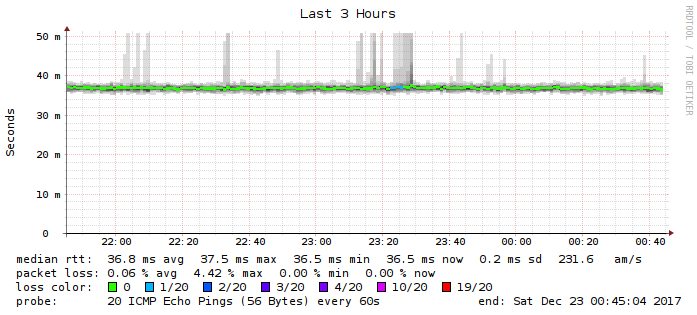 Last 3 Hours
RRDTOOL / TOBI OETIKER
Seconds
50 m
40 m
30 m
20 m
10 m
0
22:00 22:20 22:40 23:00 23:20 23:40 00:00 00:20 00:40
median rtt: 36.8 ms avg 37.5 ms max 36.5 ms min 36.5 ms now 0.2 ms sd 231.6 am/s
packet loss: 0.06 % avg 4.42 % max 0.00 % min 0.00 % now
loss color: 0 1/20 2/20 3/20 4/20 10/20 19/20
probe: 20 ICMP Echo Pings (56 Bytes) every 60s end: Sat Dec 23 00:45:04 2017